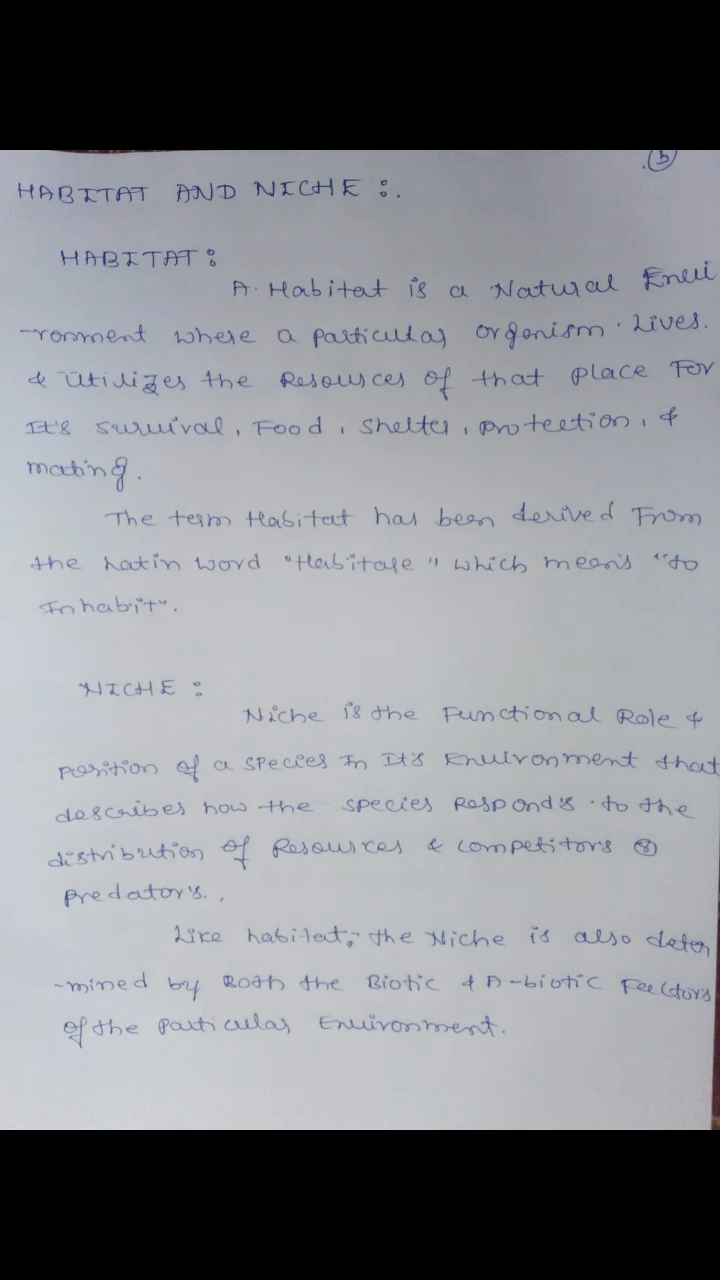 5
HABITAT AND NICHE :.
HABITAT :
A. Habitat is a Natural Envi
-ronment where a particular organism. Lives.
& Utilizes the Resources of that place For
It's survival, Food, shelter, protection, &
mating.
The term Habitat has been derived From
the Latin word "Habitare" which means "to
Inhabit".
NICHE :
Niche is the Functional Role &
position of a species In It's Environment that
describes how the species Respond's to the
distribution of Resources & competitors (or)
predator's.,
Like habitat, the Niche is also deter
-mined by Both the Biotic & A-biotic Factors
of the particular Environment.